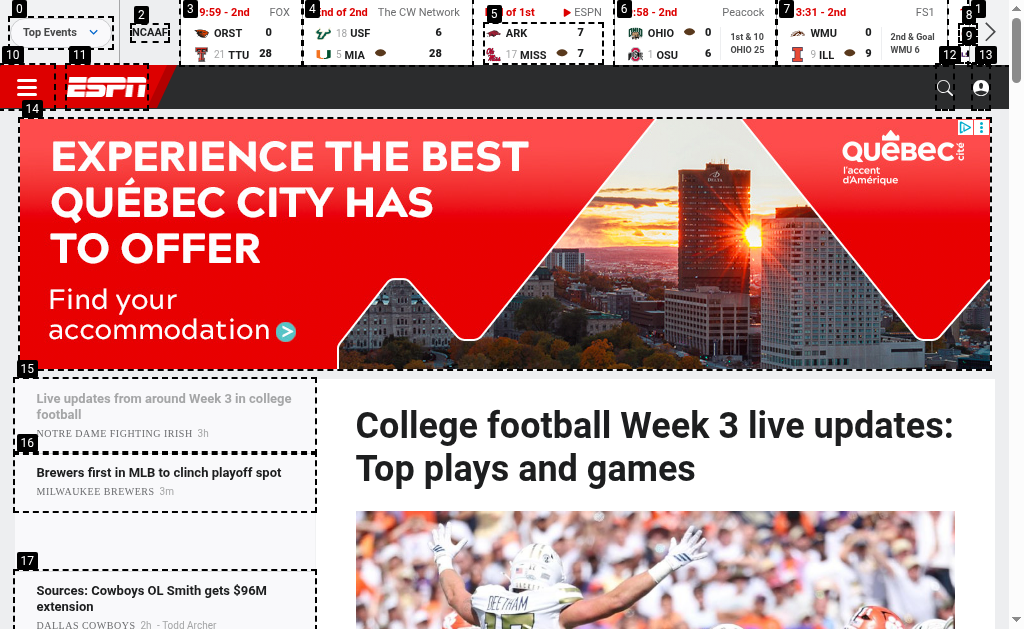 0
2
3
9:59 - 2nd
FOX
4
2nd of 2nd
The CW Network
5
of 1st
ESPN
6
:58 - 2nd
Peacock
7
3:31 - 2nd
FS1
8
1
Top Events
NCAAF
ORST 0
21 TTU 28
18 USF 6
5 MIA 28
ARK 7
17 MISS 7
OHIO 0
1 OSU 6
1st & 10
OHIO 25
WMU 0
9 ILL 9
2nd & Goal
WMU 6
9
10
11
12
13
ESPN
14
EXPERIENCE THE BEST
QUÉBEC CITY HAS
TO OFFER
Find your
accommodation >
DELTA
QUÉBEC cité
l'accent
d'Amérique
15
Live updates from around Week 3 in college
football
NOTRE DAME FIGHTING IRISH 3h
16
Brewers first in MLB to clinch playoff spot
MILWAUKEE BREWERS 3m
17
Sources: Cowboys OL Smith gets $96M
extension
DALLAS COWBOYS 2h - Todd Archer
College football Week 3 live updates:
Top plays and games
DEETHAM